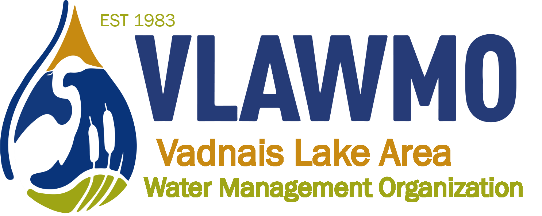 EST 1983
VLAWMO
Vadnais Lake Area
Water Management Organization